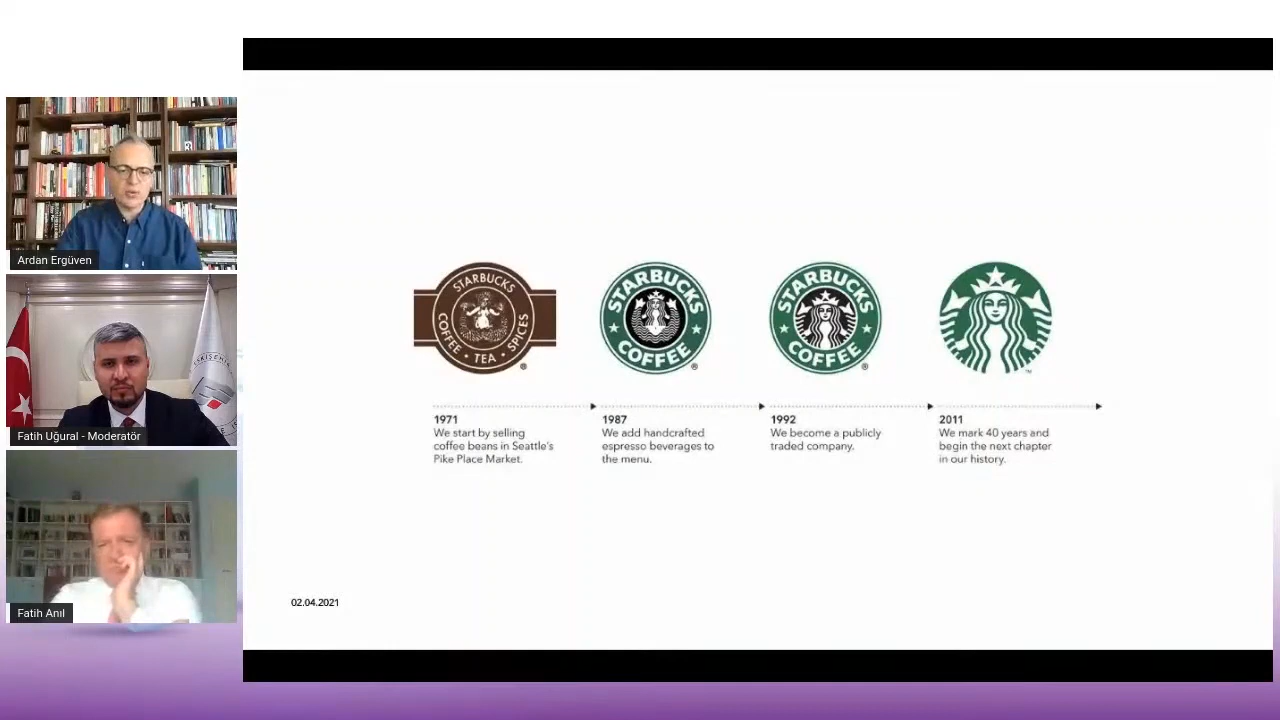 Ardan Ergüven
ESKİŞEHİR
Fatih Uğural - Moderatör
Fatih Anıl
STARBUCKS
COFFEE • TEA • SPICES
®
STARBUCKS
COFFEE
®
STARBUCKS
COFFEE
®
TM
1971
We start by selling
coffee beans in Seattle's
Pike Place Market.
1987
We add handcrafted
espresso beverages to
the menu.
1992
We become a publicly
traded company.
2011
We mark 40 years and
begin the next chapter
in our history.
02.04.2021